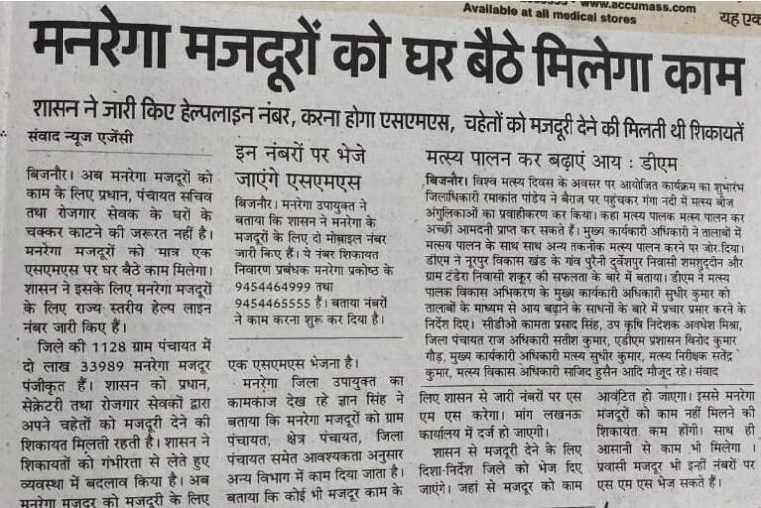 www.accumass.com
Available at all medical stores
यह एक
मनरेगा मजदूरों को घर बैठे मिलेगा काम
शासन ने जारी किए हेल्पलाइन नंबर, करना होगा एसएमएस, चहेतों को मजदूरी देने की मिलती थी शिकायतें
संवाद न्यूज एजेंसी
बिजनौर। अब मनरेगा मजदूरों को
काम के लिए प्रधान, पंचायत सचिव
तथा रोजगार सेवक के घरों के
चक्कर काटने की जरूरत नहीं है।
मनरेगा मजदूरों को मात्र एक
एसएमएस पर घर बैठे काम मिलेगा।
शासन ने इसके लिए मनरेगा मजदूरों
के लिए राज्य स्तरीय हेल्प लाइन
नंबर जारी किए हैं।
जिले की 1128 ग्राम पंचायत में
दो लाख 33989 मनरेगा मजदूर
पंजीकृत हैं। शासन को प्रधान,
सेक्रेटरी तथा रोजगार सेवकों द्वारा
अपने चहेतों को मजदूरी देने की
शिकायत मिलती रहती है। शासन ने
शिकायतों को गंभीरता से लेते हुए
व्यवस्था में बदलाव किया है। अब
मनरेगा मजदूर को मजदूरी के लिए
इन नंबरों पर भेजे
जाएंगे एसएमएस
बिजनौर। मनरेगा उपायुक्त ने
बताया कि शासन ने मनरेगा के
मजदूरों के लिए दो मोबाइल नंबर
जारी किए हैं। ये नंबर शिकायत
निवारण प्रबंधक मनरेगा प्रकोष्ठ के
9454464999 तथा
9454465555 हैं। बताया नंबरों
ने काम करना शुरू कर दिया है।
एक एसएमएस भेजना है।
मनरेगा जिला उपायुक्त का
कामकाज देख रहे ज्ञान सिंह ने
बताया कि मनरेगा मजदूरों को ग्राम
पंचायत, क्षेत्र पंचायत, जिला
पंचायत समेत आवश्यकता अनुसार
अन्य विभाग में काम दिया जाता है।
बताया कि कोई भी मजदूर काम के
मत्स्य पालन कर बढ़ाएं आय : डीएम
बिजनौर। विश्व मत्स्य दिवस के अवसर पर आयोजित कार्यक्रम का शुभारंभ
जिलाधिकारी रमाकांत पांडेय ने बैराज पर पहुंचकर गंगा नदी में मत्स्य बीज
अंगुलिकाओं का प्रवाहीकरण कर किया। कहा मत्स्य पालक मत्स्य पालन कर
अच्छी आमदनी प्राप्त कर सकते हैं। मुख्य कार्यकारी अधिकारी ने तालाबों में
मत्सय पालन के साथ साथ अन्य तकनीक मत्स्य पालन करने पर जोर दिया।
डीएम ने नूरपुर विकास खंड के गांव पुरैनी दुर्वेशपुर निवासी शमशुद्दीन और
ग्राम टंडेरा निवासी शकूर की सफलता के बारे में बताया। डीएम ने मत्स्य
पालक विकास अभिकरण के मुख्य कार्यकारी अधिकारी सुधीर कुमार को
तालाबों के माध्यम से आय बढ़ाने के साधनों के बारे में प्रचार प्रसार करने के
निर्देश दिए। सीडीओ कामता प्रसाद सिंह, उप कृषि निदेशक अवधेश मिश्रा,
जिला पंचायत राज अधिकारी सतीश कुमार, एडीएम प्रशासन विनोद कुमार
गौड़, मुख्य कार्यकारी अधिकारी मत्स्य सुधीर कुमार, मत्स्य निरीक्षक सतेंद्र
कुमार, मत्स्य विकास अधिकारी साजिद हुसैन आदि मौजूद रहे। संवाद
लिए शासन से जारी नंबरों पर एस
एम एस करेगा। मांग लखनऊ
कार्यालय में दर्ज हो जाएगी।
शासन से मजदूरी देने के लिए
दिशा-निर्देश जिले को भेज दिए
जाएंगे। जहां से मजदूर को काम
आवंटित हो जाएगा। इससे मनरेगा
मंजदूरों को काम नहीं मिलने की
शिकायत कम होंगी। साथ ही
आसानी से काम भी मिलेगा ।
प्रवासी मजदूर भी इन्हीं नंबरों पर
एस एम एस भेज सकते हैं।